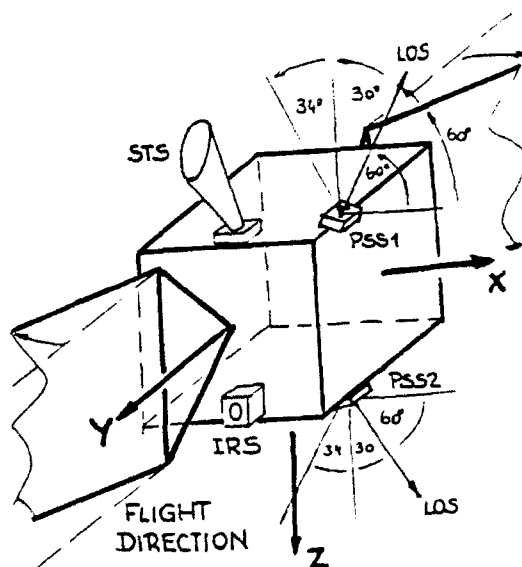 LOS
34°
30°
60°
STS
60°
PSS1
X
PSS2
Y
IRS
60°
34
30
FLIGHT
DIRECTION
LOS
Z